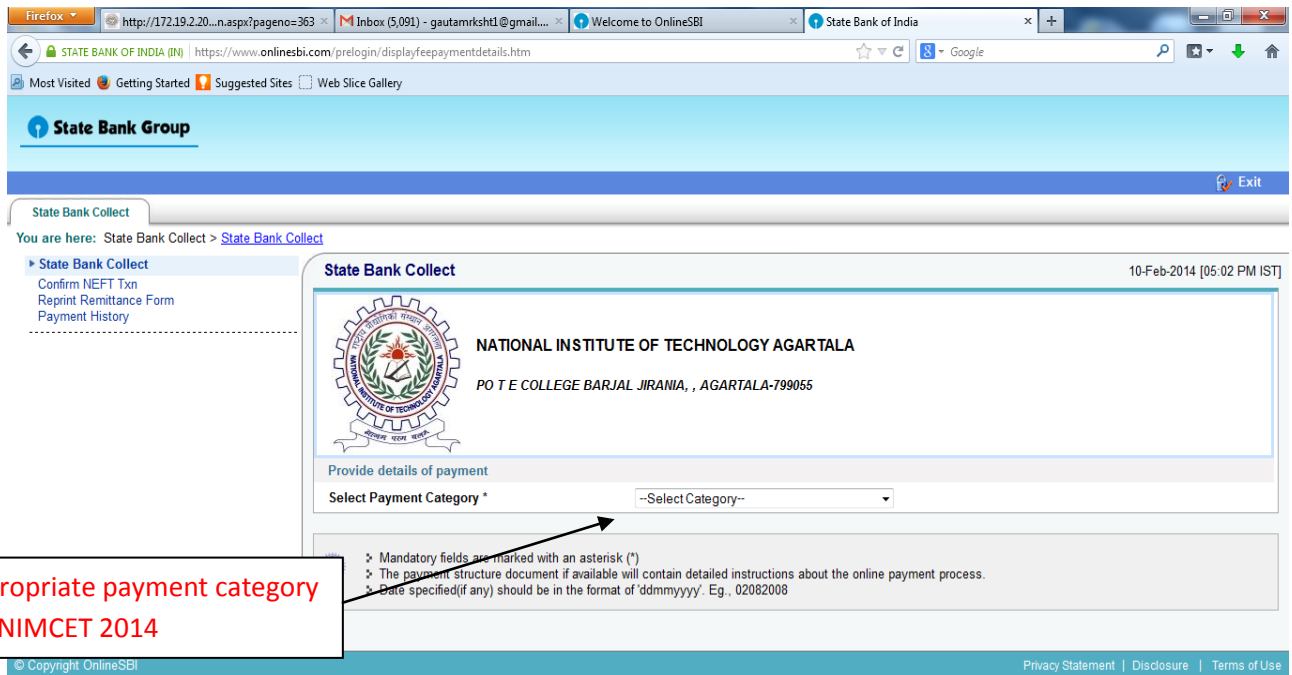 Firefox
http://172.19.2.20...n.aspx?pageno=363
Inbox (5,091) - gautamrksht1@gmail....
Welcome to OnlineSBI
State Bank of India
STATE BANK OF INDIA (IN) https://www.onlinesbi.com/prelogin/displayfeepaymentdetails.htm
Google
Most Visited Getting Started Suggested Sites Web Slice Gallery
State Bank Group
Exit
State Bank Collect
You are here: State Bank Collect > State Bank Collect
State Bank Collect
Confirm NEFT Txn
Reprint Remittance Form
Payment History
State Bank Collect
10-Feb-2014 [05:02 PM IST]
NATIONAL INSTITUTE OF TECHNOLOGY AGARTALA
PO T E COLLEGE BARJAL JIRANIA, , AGARTALA-799055
Provide details of payment
Select Payment Category *
--Select Category--
Mandatory fields are marked with an asterisk (*)
The payment structure document if available will contain detailed instructions about the online payment process.
Date specified(if any) should be in the format of 'ddmmyyyy'. Eg., 02082008
ropriate payment category
NIMCET 2014
© Copyright OnlineSBI
Privacy Statement | Disclosure | Terms of Use